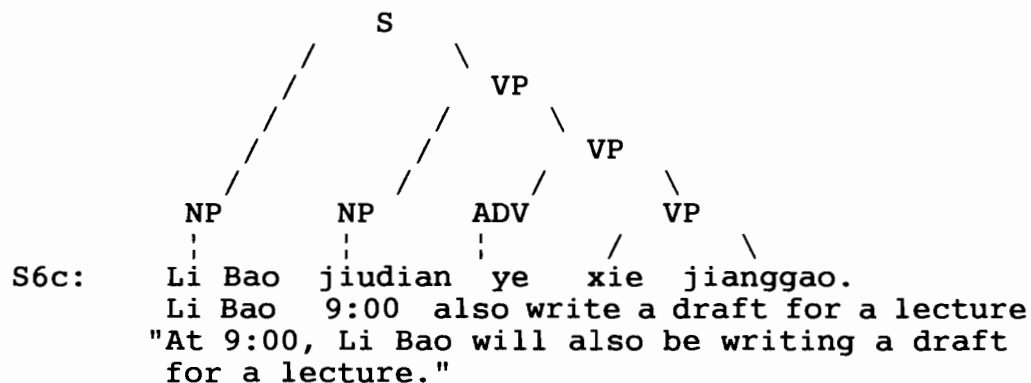 S
VP
VP
NP NP ADV VP
S6c: Li Bao jiudian ye xie jianggao.
Li Bao 9:00 also write a draft for a lecture
"At 9:00, Li Bao will also be writing a draft
for a lecture."